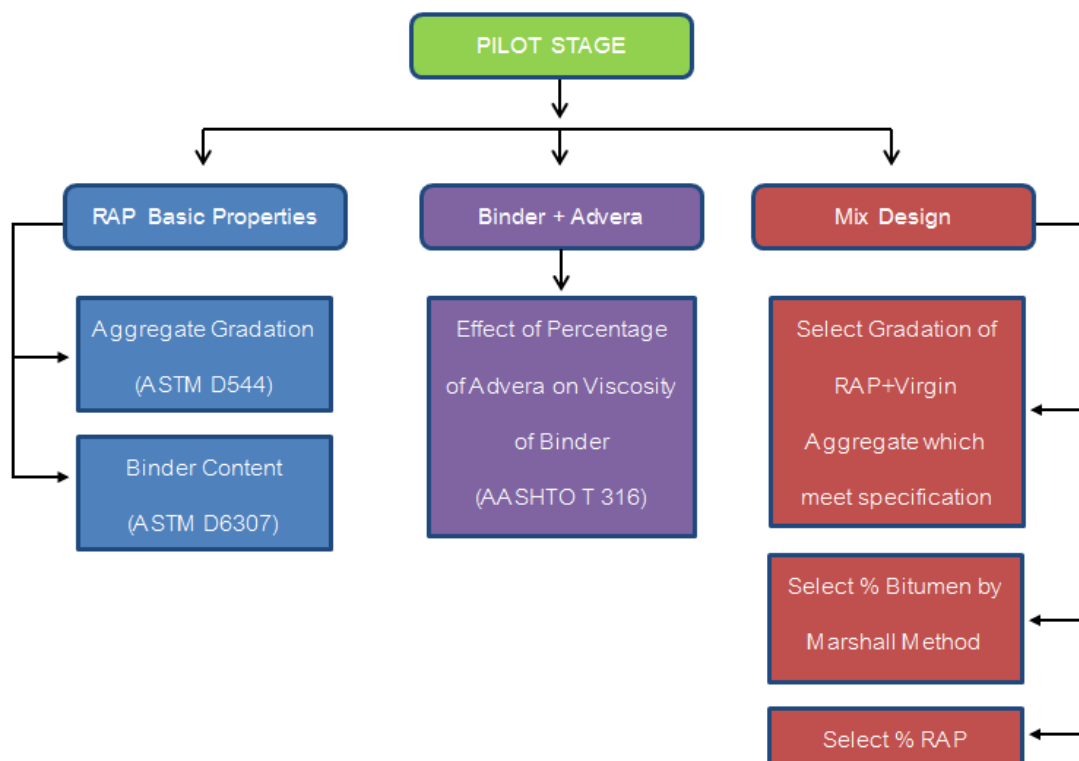 PILOT STAGE
RAP Basic Properties
Aggregate Gradation
(ASTM D544)
Binder Content
(ASTM D6307)
Binder + Advera
Effect of Percentage
of Advera on Viscosity
of Binder
(AASHTO T 316)
Mix Design
Select Gradation of
RAP+Virgin
Aggregate which
meet specification
Select % Bitumen by
Marshall Method
Select % RAP